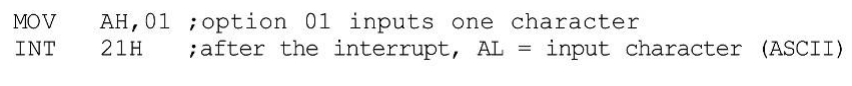 MOV AH,01 ;option 01 inputs one character
INT 21H ;after the interrupt, AL = input character (ASCII)